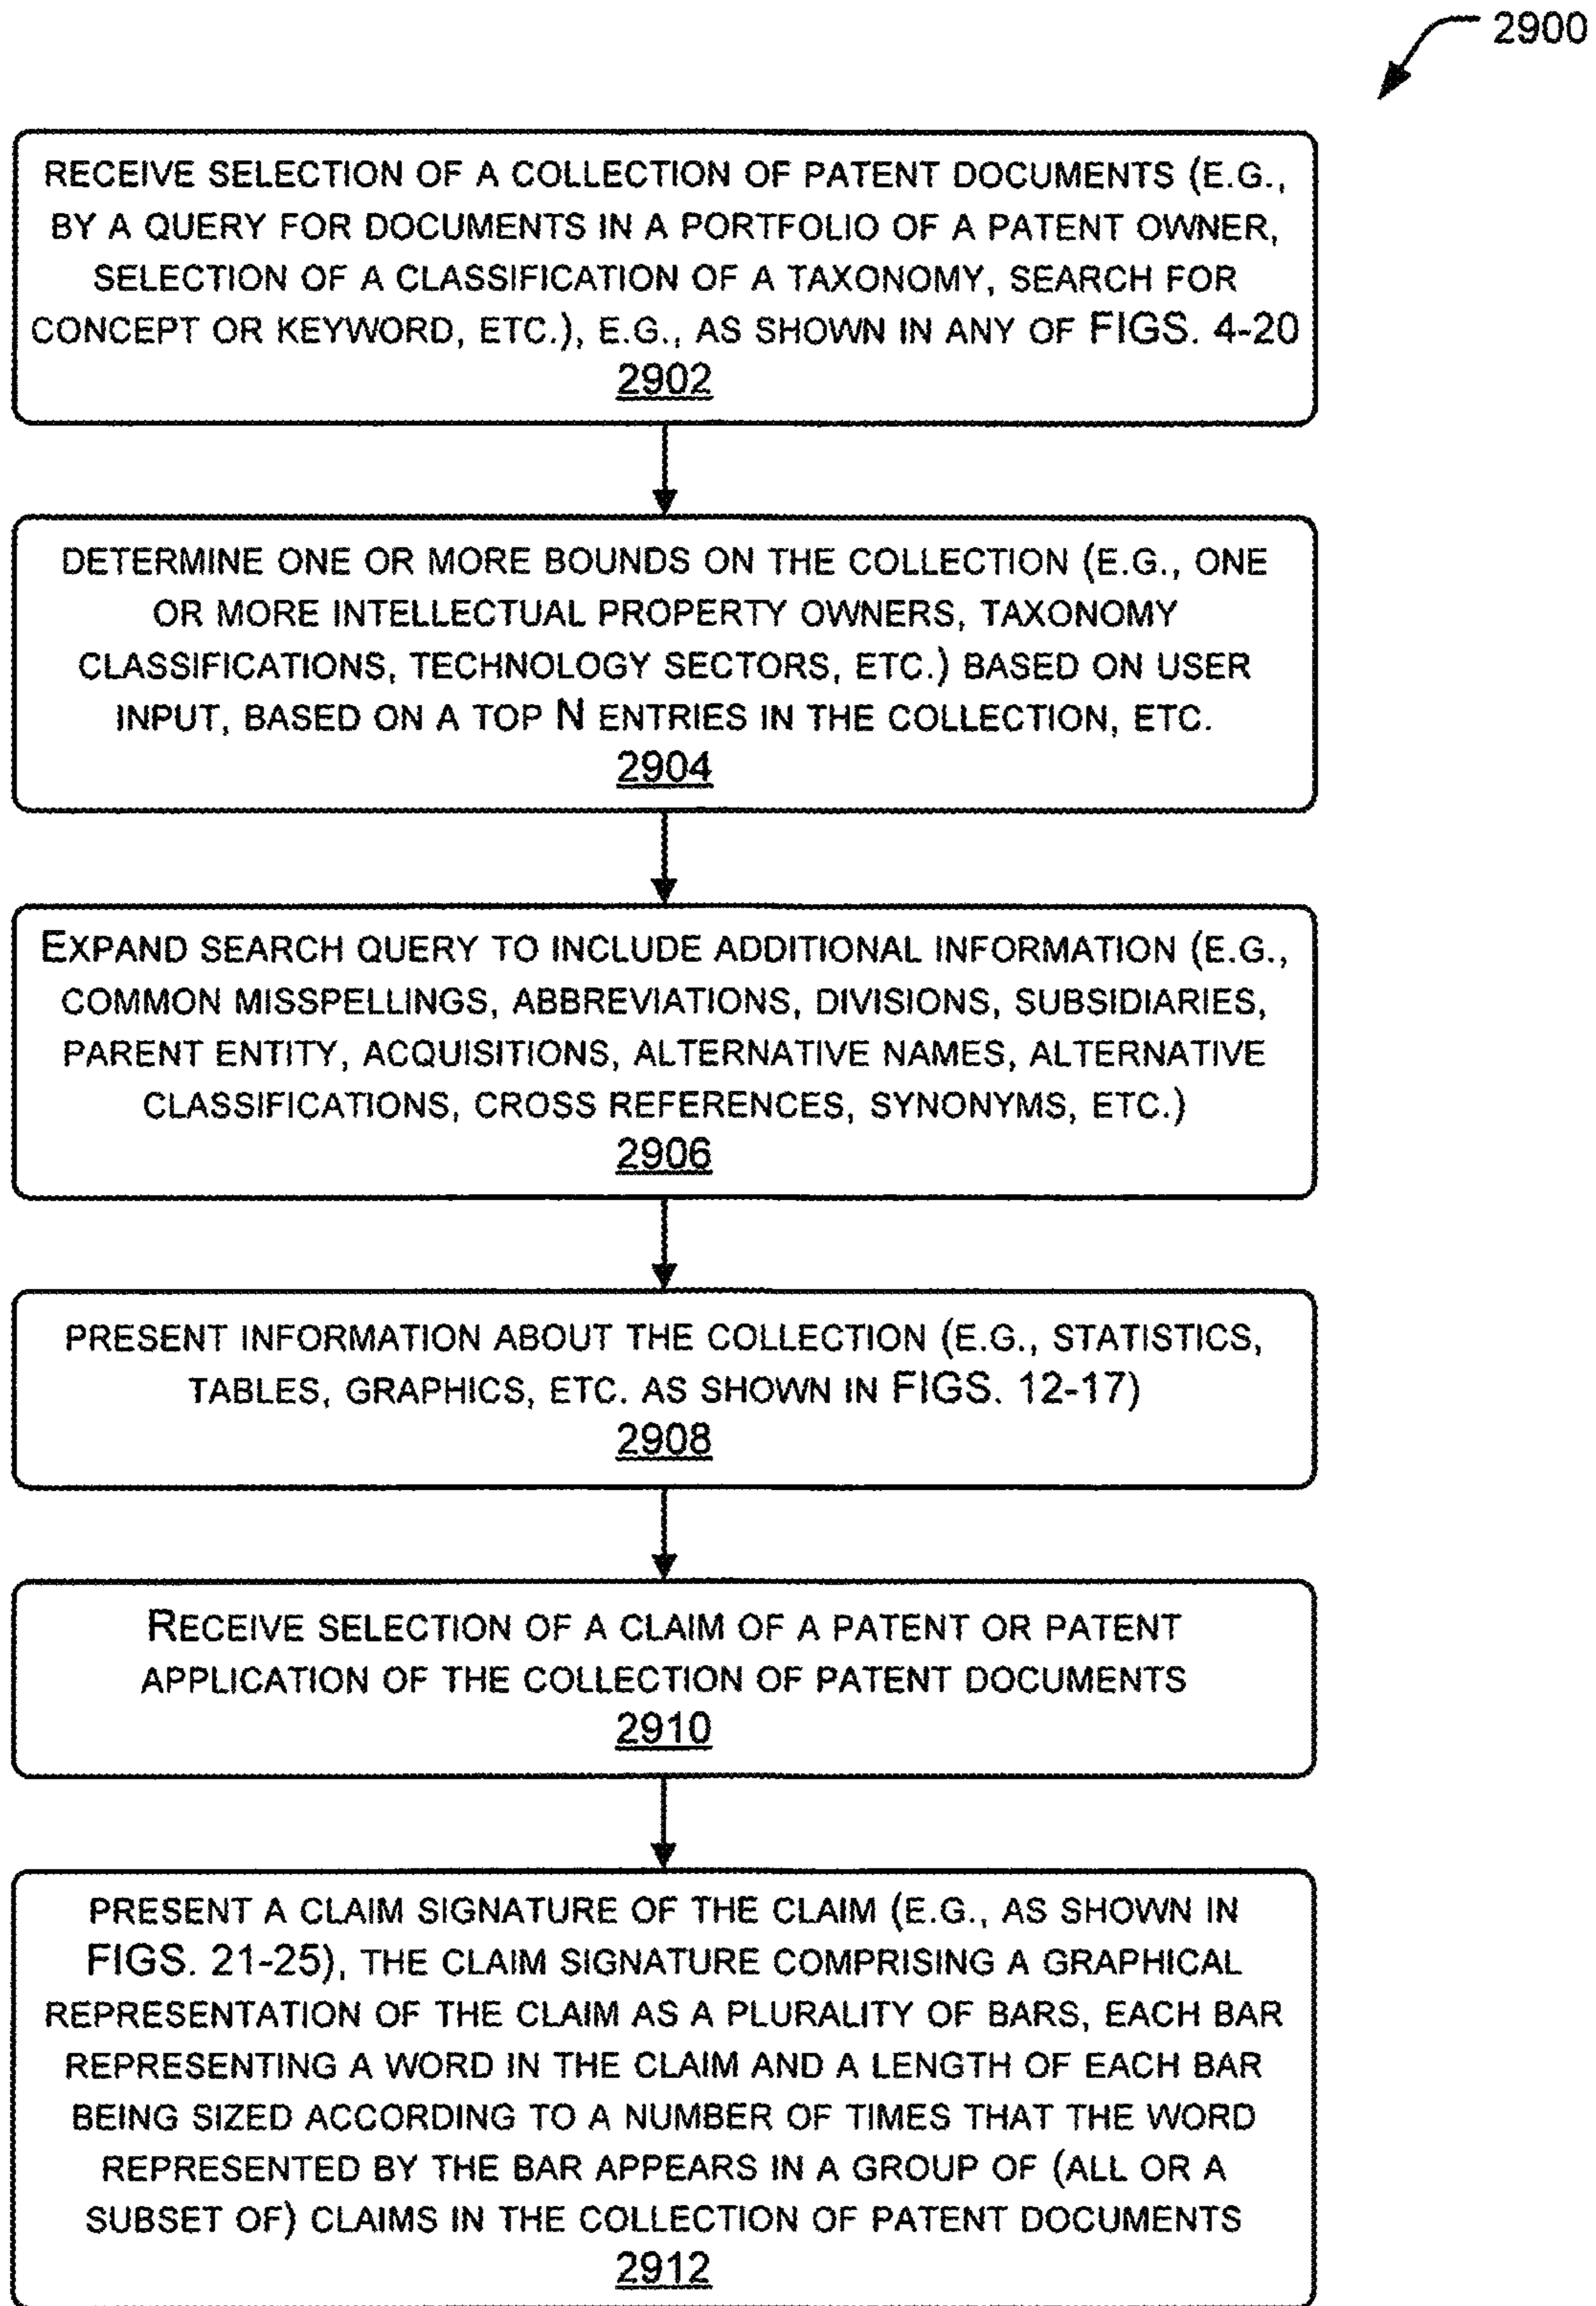 2900
RECEIVE SELECTION OF A COLLECTION OF PATENT DOCUMENTS (E.G.,
BY A QUERY FOR DOCUMENTS IN A PORTFOLIO OF A PATENT OWNER,
SELECTION OF A CLASSIFICATION OF A TAXONOMY, SEARCH FOR
CONCEPT OR KEYWORD, ETC.), E.G., AS SHOWN IN ANY OF FIGS. 4-20
2902
DETERMINE ONE OR MORE BOUNDS ON THE COLLECTION (E.G., ONE
OR MORE INTELLECTUAL PROPERTY OWNERS, TAXONOMY
CLASSIFICATIONS, TECHNOLOGY SECTORS, ETC.) BASED ON USER
INPUT, BASED ON A TOP N ENTRIES IN THE COLLECTION, ETC.
2904
EXPAND SEARCH QUERY TO INCLUDE ADDITIONAL INFORMATION (E.G.,
COMMON MISSPELLINGS, ABBREVIATIONS, DIVISIONS, SUBSIDIARIES,
PARENT ENTITY, ACQUISITIONS, ALTERNATIVE NAMES, ALTERNATIVE
CLASSIFICATIONS, CROSS REFERENCES, SYNONYMS, ETC.)
2906
PRESENT INFORMATION ABOUT THE COLLECTION (E.G., STATISTICS,
TABLES, GRAPHICS, ETC. AS SHOWN IN FIGS. 12-17)
2908
RECEIVE SELECTION OF A CLAIM OF A PATENT OR PATENT
APPLICATION OF THE COLLECTION OF PATENT DOCUMENTS
2910
PRESENT A CLAIM SIGNATURE OF THE CLAIM (E.G., AS SHOWN IN
FIGS. 21-25), THE CLAIM SIGNATURE COMPRISING A GRAPHICAL
REPRESENTATION OF THE CLAIM AS A PLURALITY OF BARS, EACH BAR
REPRESENTING A WORD IN THE CLAIM AND A LENGTH OF EACH BAR
BEING SIZED ACCORDING TO A NUMBER OF TIMES THAT THE WORD
REPRESENTED BY THE BAR APPEARS IN A GROUP OF (ALL OR A
SUBSET OF) CLAIMS IN THE COLLECTION OF PATENT DOCUMENTS
2912